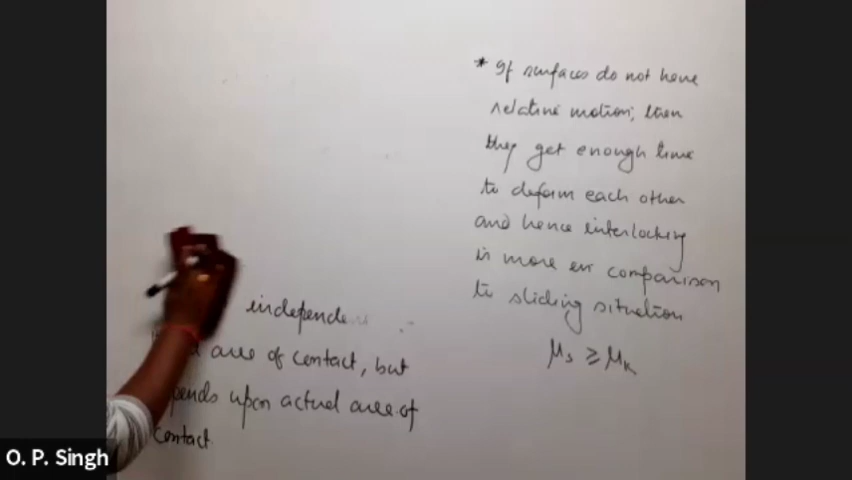 independe
area of contact, but
pends upon actual area of
contact
* If surfaces do not have
relative motion, then
they get enough time
to deform each other
and hence interlocking
is more in comparison
to sliding situation
μs ≥ μk
O. P. Singh